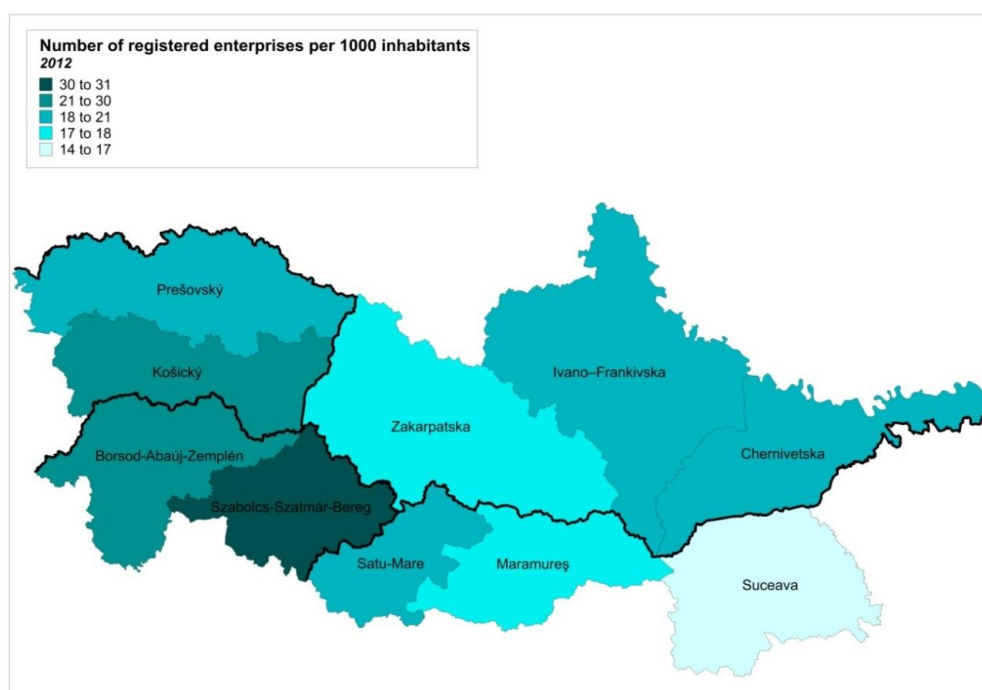 Number of registered enterprises per 1000 inhabitants
2012
30 to 31
21 to 30
18 to 21
17 to 18
14 to 17
Prešovský
Košický
Ivano–Frankivska
Zakarpatska
Borsod-Abaúj-Zemplén
Chernivetska
Szabolcs-Szatmár-Bereg
Satu-Mare
Maramureş
Suceava